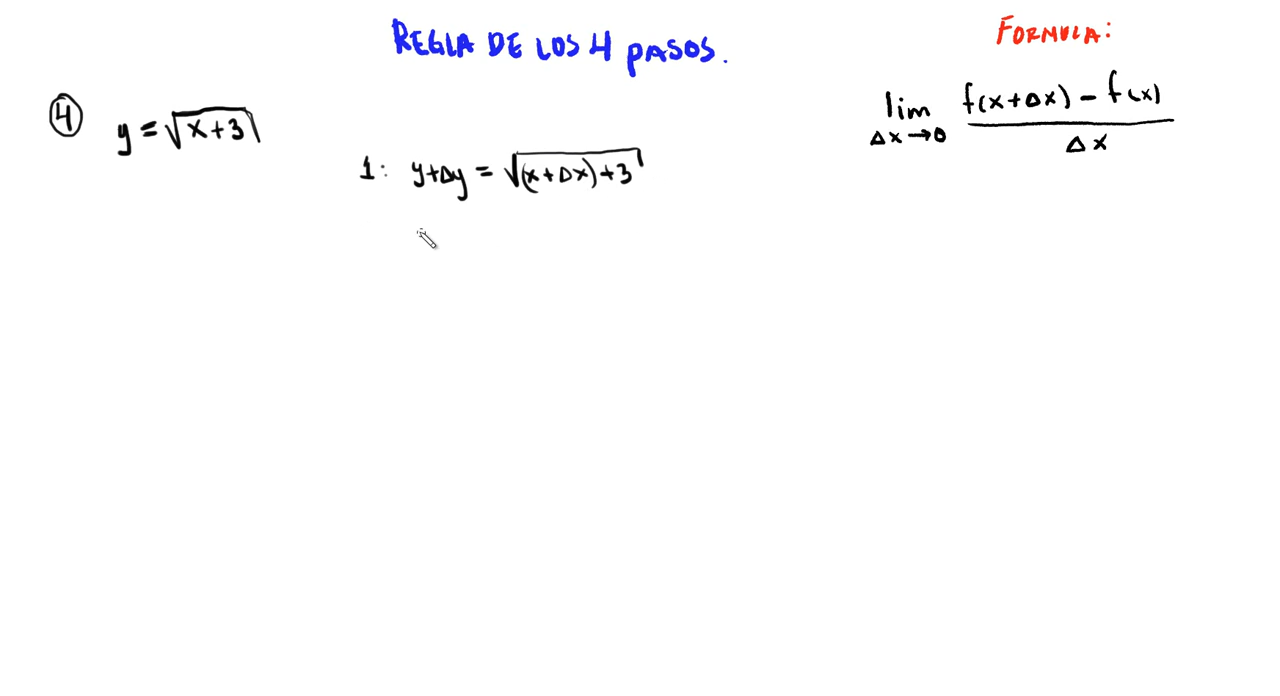 REGLA DE LOS 4 PASOS.
FORMULA:
lim Δx→0 f(x+Δx) - f(x) / Δx
④ y = √x+3
1: y+Δy = √(x+Δx)+3